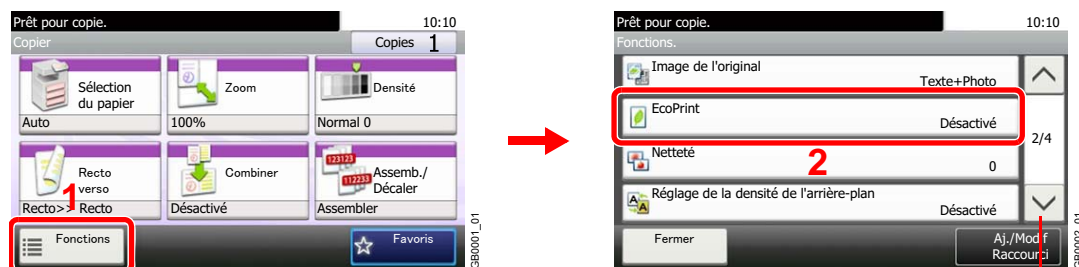 Prêt pour copie.
10:10
Copier
Copies 1
Sélection
du papier
Auto
Zoom
100%
Densité
Normal 0
Recto
verso
Recto>> Recto
1
Combiner
Désactivé
123123
112233
Assemb./
Décaler
Assembler
Fonctions
Favoris
GB0001_01
Prêt pour copie.
10:10
Fonctions.
Image de l'original
Texte+Photo
EcoPrint
Désactivé
2/4
Netteté
0
2
Réglage de la densité de l'arrière-plan
Désactivé
Fermer
Aj./Modif
Raccourci
GB0002_01